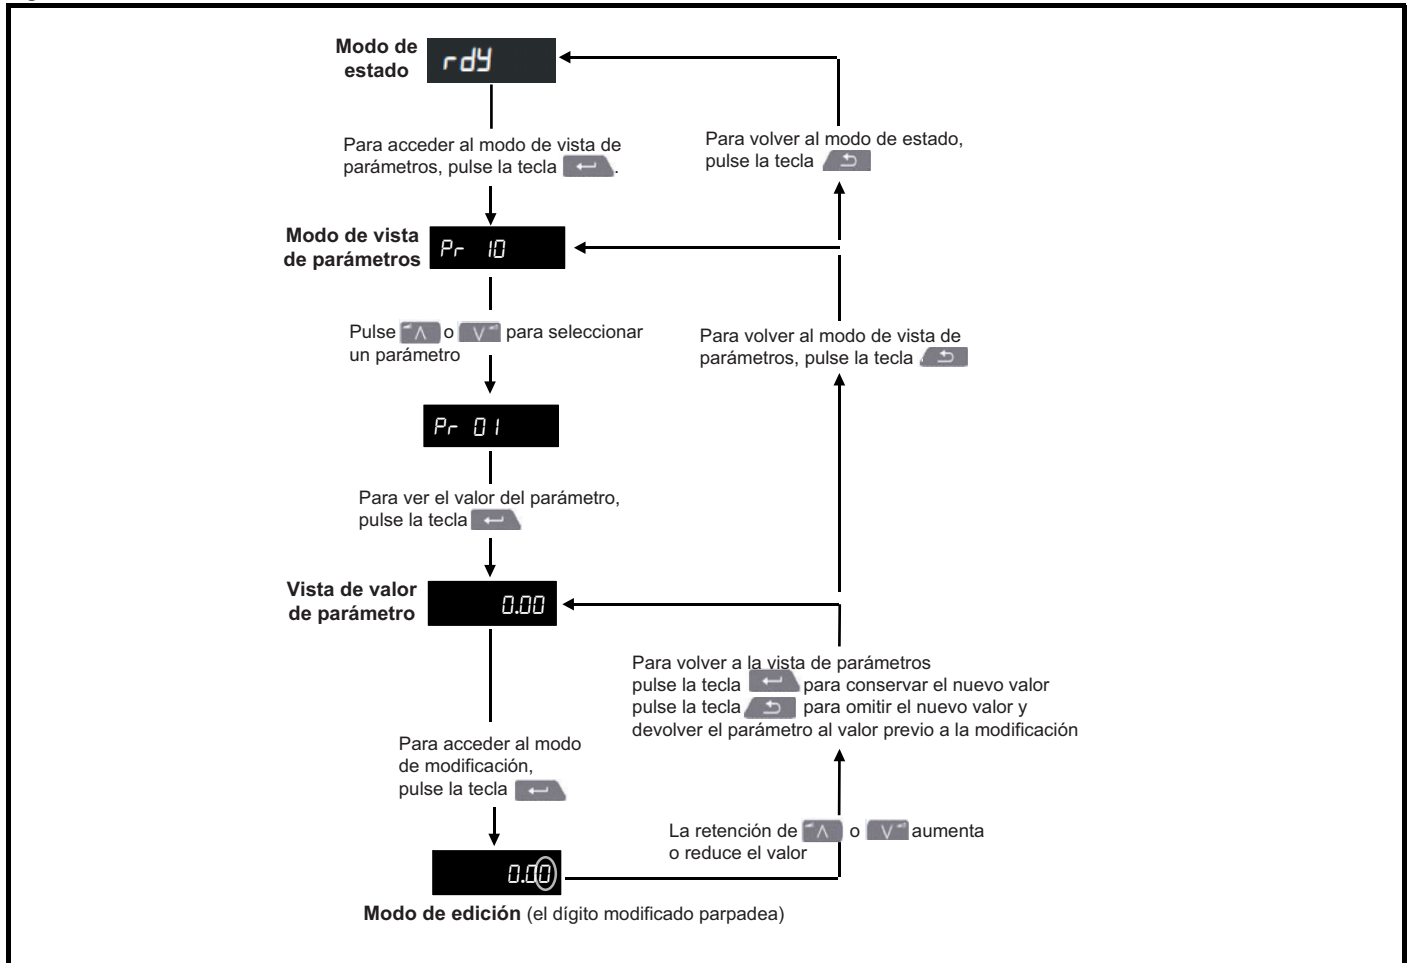 Modo de
estado
rdY
Para acceder al modo de vista de
parámetros, pulse la tecla .
Para volver al modo de estado,
pulse la tecla
Modo de vista
de parámetros
Pr 10
Pulse o para seleccionar
un parámetro
Para volver al modo de vista de
parámetros, pulse la tecla
Pr 01
Para ver el valor del parámetro,
pulse la tecla
Vista de valor
de parámetro
0.00
Para volver a la vista de parámetros
pulse la tecla para conservar el nuevo valor
pulse la tecla para omitir el nuevo valor y
devolver el parámetro al valor previo a la modificación
Para acceder al modo
de modificación,
pulse la tecla
La retención de o aumenta
o reduce el valor
0.00
Modo de edición (el dígito modificado parpadea)